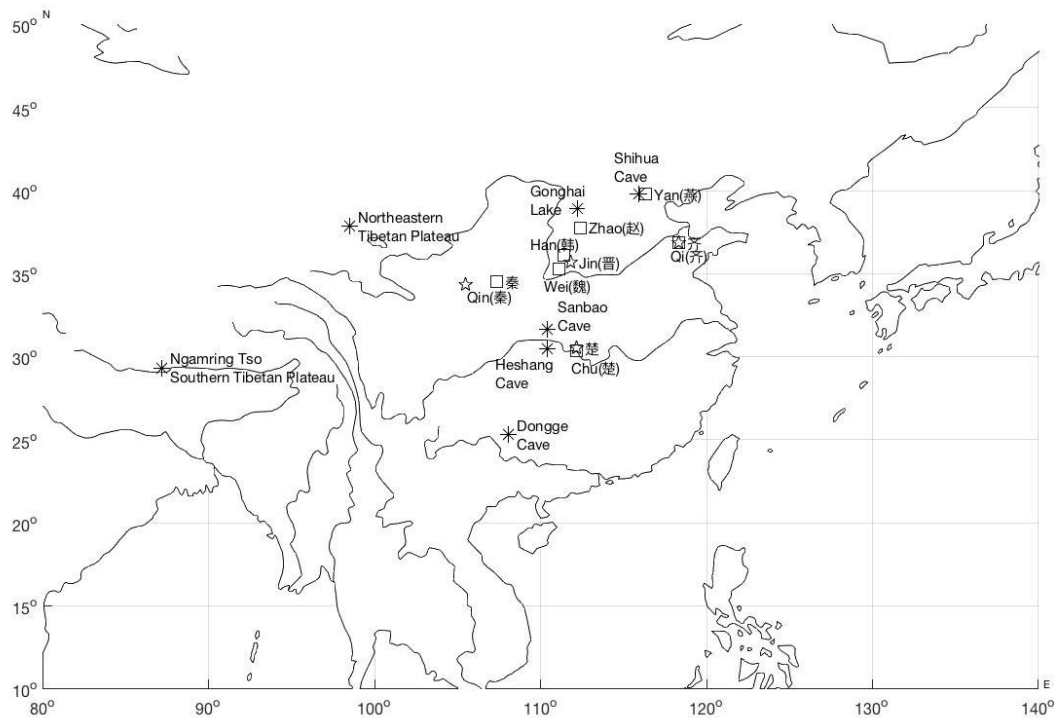 50° N
45°
40°
35°
30°
25°
20°
15°
10°
80°
90°
100°
110°
120°
130°
140°
E
Shihua
Cave
Yan(燕)
Gonghai
Lake
Zhao(赵)
Northeastern
Tibetan Plateau
Han(韩)
Jin(晋)
齐
Qi(齐)
秦
Qin(秦)
Wei(魏)
Sanbao
Cave
楚
Chu(楚)
Heshang
Cave
Ngamring Tso
Southern Tibetan Plateau
Dongge
Cave